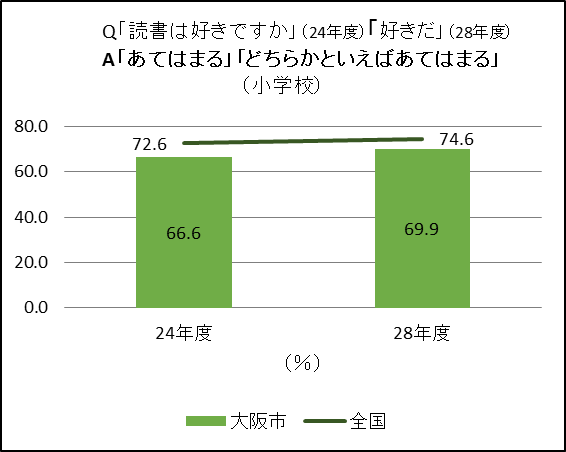 Q「読書は好きですか」（24年度）「好きだ」（28年度）
A「あてはまる」「どちらかといえばあてはまる」
（小学校）
80.0
60.0
40.0
20.0
0.0
72.6
74.6
66.6
69.9
24年度
28年度
（％）
大阪市
全国